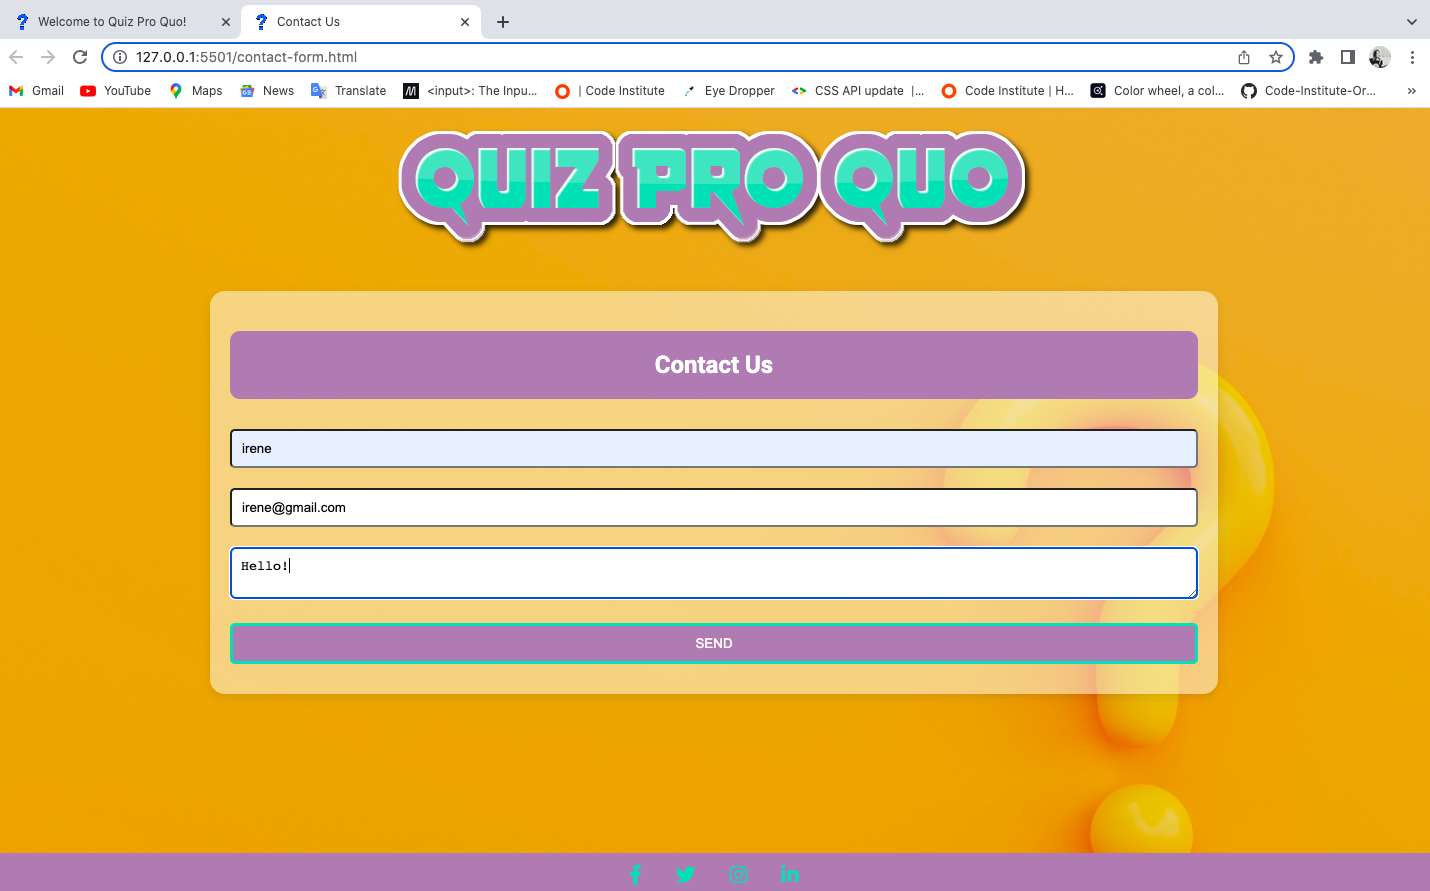 Welcome to Quiz Pro Quo!
Contact Us
127.0.0.1:5501/contact-form.html
Gmail
YouTube
Maps
News
Translate
<input>: The Inpu...
| Code Institute
Eye Dropper
CSS API update |...
Code Institute | H...
Color wheel, a col...
Code-Institute-Or...
»
QUIZ PRO QUO
Contact Us
irene
irene@gmail.com
Hello!
SEND